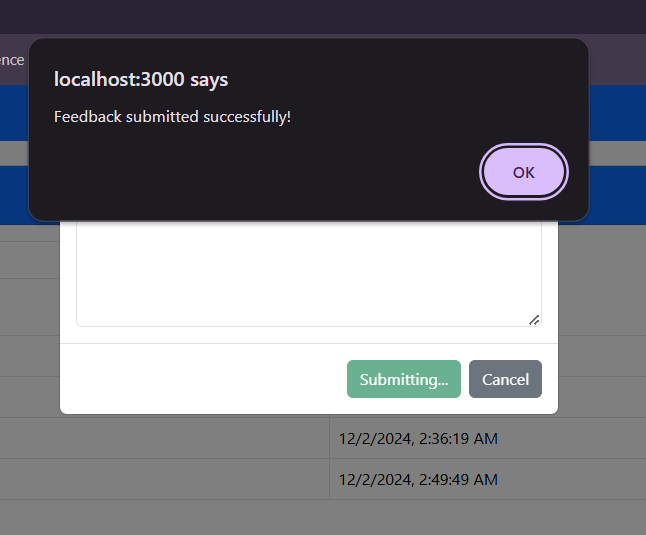 ence
localhost:3000 says
Feedback submitted successfully!
OK
Submitting...
Cancel
12/2/2024, 2:36:19 AM
12/2/2024, 2:49:49 AM